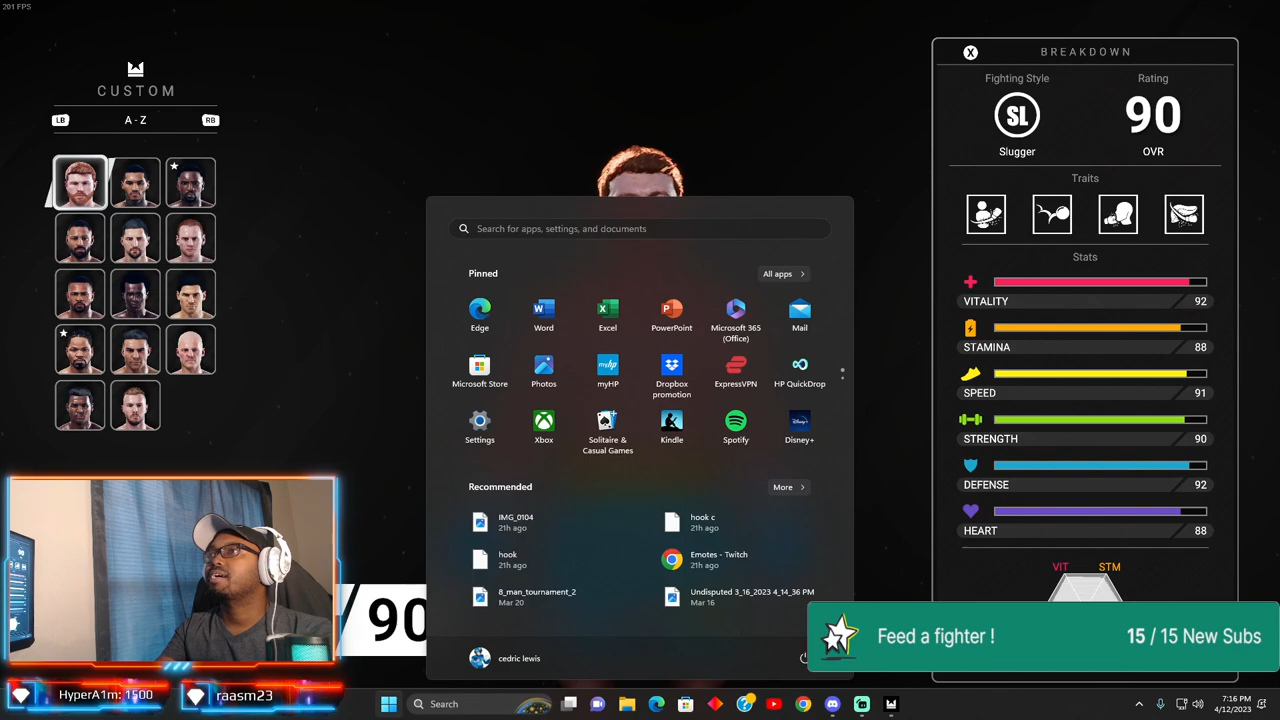 201 FPS
CUSTOM
LB A - Z RB
X BREAKDOWN
Fighting Style Rating
SL 90
Slugger OVR
Traits
Stats
VITALITY 92
STAMINA 88
SPEED 91
STRENGTH 90
DEFENSE 92
HEART 88
VIT STM
Search for apps, settings, and documents
Pinned All apps
Edge Word Excel PowerPoint Microsoft 365 (Office) Mail
Microsoft Store Photos myHP Dropbox promotion ExpressVPN HP QuickDrop
Settings Xbox Solitaire & Casual Games Kindle Spotify Disney+
Recommended More
IMG_0104
21h ago
hook c
21h ago
hook
21h ago
Emotes - Twitch
21h ago
8_man_tournament_2
Mar 20
Undisputed 3_16_2023 4_14_36 PM
Mar 16
cedric lewis
/90
Feed a fighter ! 15 / 15 New Subs
HyperA1m: 1500 raasm23
Search
7:16 PM
4/12/2023